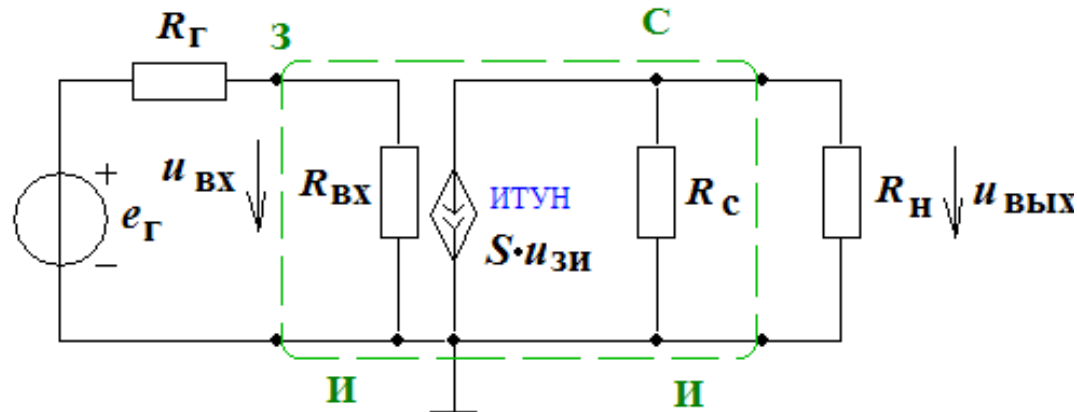 Rг
З
С
uвх
Rвх
ИТУН
Rс
Rн
uвых
+
eг
−
S·uзи
И
И